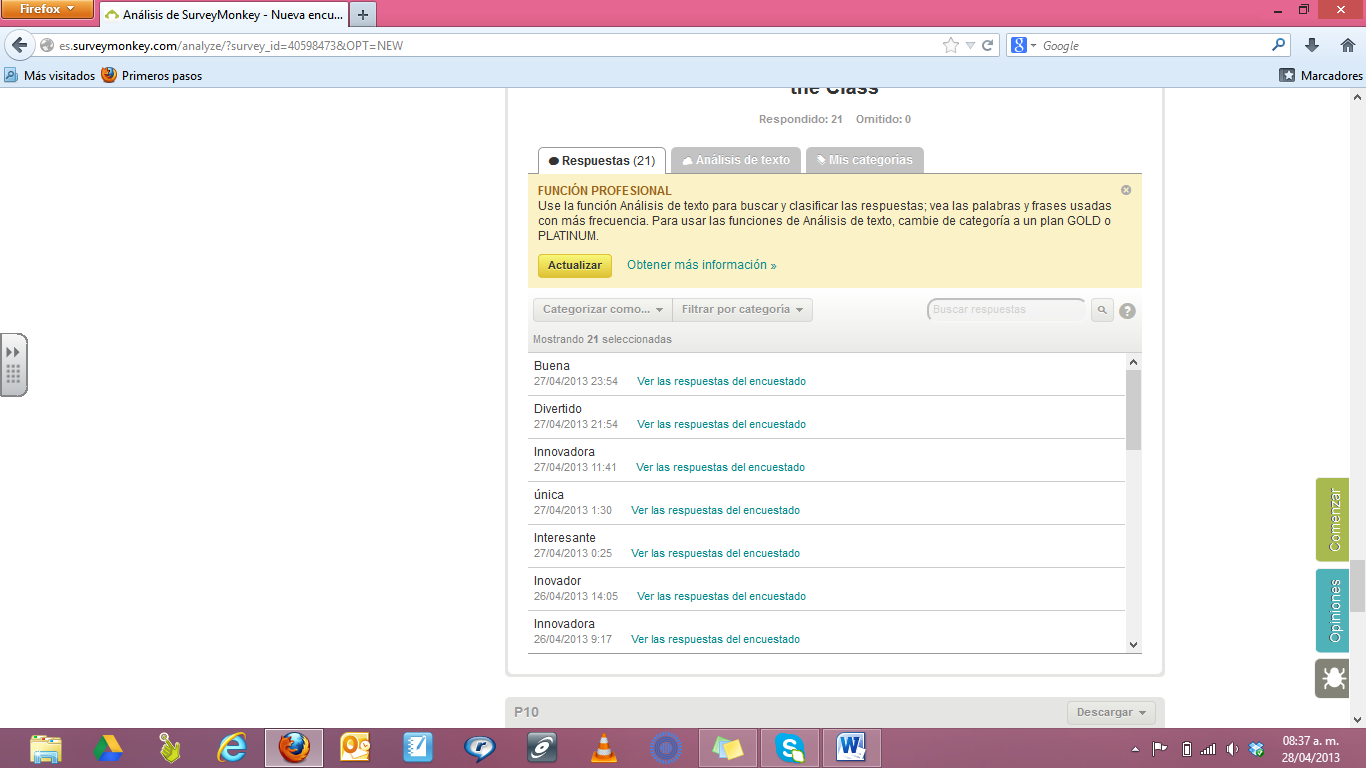 Firefox
Análisis de SurveyMonkey - Nueva encu...
es.surveymonkey.com/analyze/?survey_id=40598473&OPT=NEW
Google
Más visitados
Primeros pasos
Marcadores
the Class
Respondido: 21 Omitido: 0
Respuestas (21)
Análisis de texto
Mis categorías
FUNCIÓN PROFESIONAL
Use la función Análisis de texto para buscar y clasificar las respuestas; vea las palabras y frases usadas
con más frecuencia. Para usar las funciones de Análisis de texto, cambie de categoría a un plan GOLD o
PLATINUM.
Actualizar
Obtener más información »
Categorizar como...
Filtrar por categoría
Buscar respuestas
?
Mostrando 21 seleccionadas
Buena
27/04/2013 23:54 Ver las respuestas del encuestado
Divertido
27/04/2013 21:54 Ver las respuestas del encuestado
Innovadora
27/04/2013 11:41 Ver las respuestas del encuestado
única
27/04/2013 1:30 Ver las respuestas del encuestado
Interesante
27/04/2013 0:25 Ver las respuestas del encuestado
Inovador
26/04/2013 14:05 Ver las respuestas del encuestado
Innovadora
26/04/2013 9:17 Ver las respuestas del encuestado
Comenzar
Opiniones
P10
Descargar
08:37 a. m.
28/04/2013